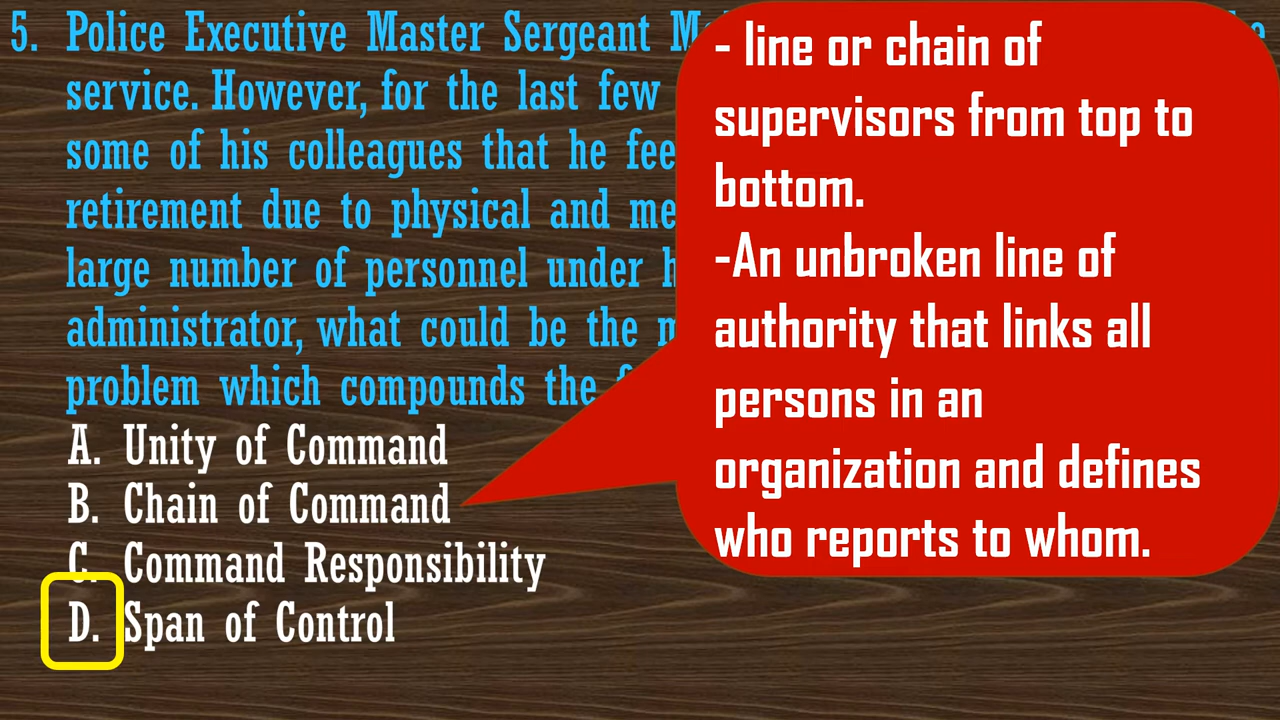 5. Police Executive Master Sergeant
service. However, for the last few
some of his colleagues that he
retirement due to physical and
large number of personnel under
administrator, what could be the
problem which compounds the
A. Unity of Command
B. Chain of Command
C. Command Responsibility
D. Span of Control
- line or chain of
supervisors from top to
bottom.
-An unbroken line of
authority that links all
persons in an
organization and defines
who reports to whom.